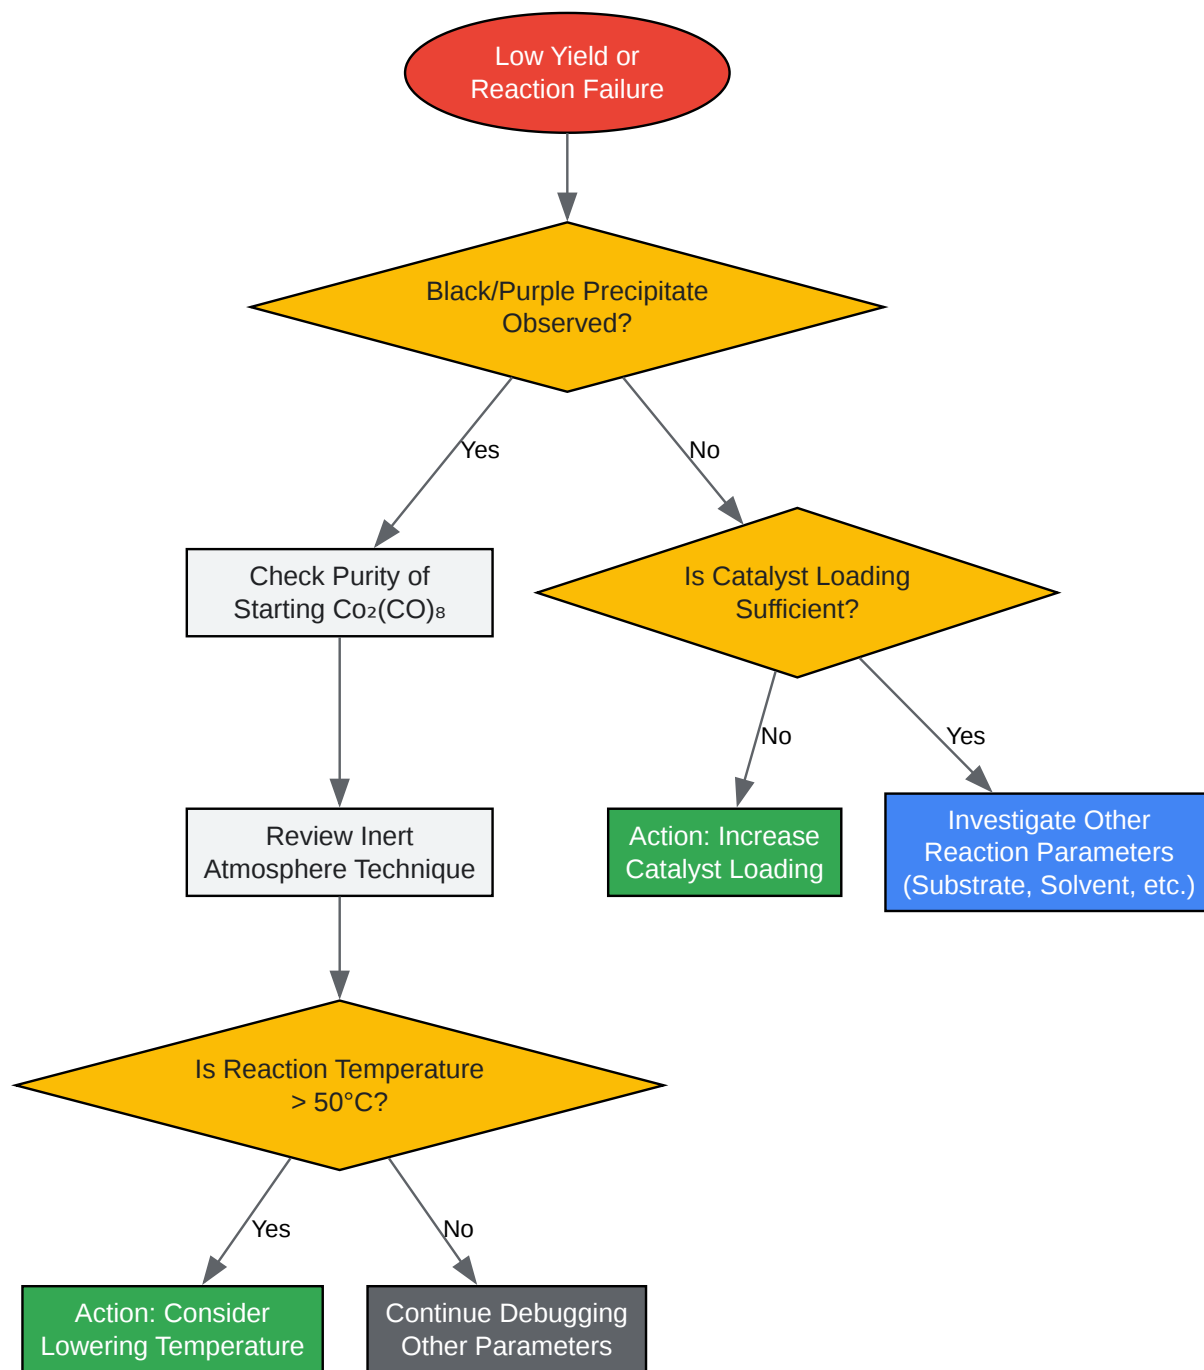 Low Yield or
Reaction Failure
Black/Purple Precipitate
Observed?
Yes
No
Check Purity of
Starting Co₂(CO)₈
Is Catalyst Loading
Sufficient?
No
Yes
Review Inert
Atmosphere Technique
Action: Increase
Catalyst Loading
Investigate Other
Reaction Parameters
(Substrate, Solvent, etc.)
Is Reaction Temperature
> 50°C?
Yes
No
Action: Consider
Lowering Temperature
Continue Debugging
Other Parameters